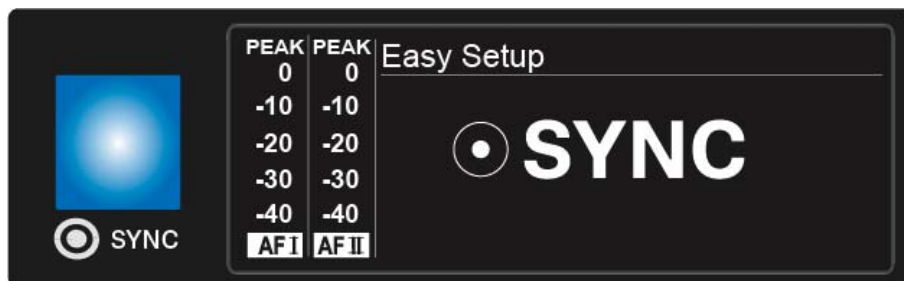 PEAK PEAK Easy Setup
0 0
-10 -10
-20 -20
-30 -30
-40 -40
AF I AF II
SYNC
SYNC